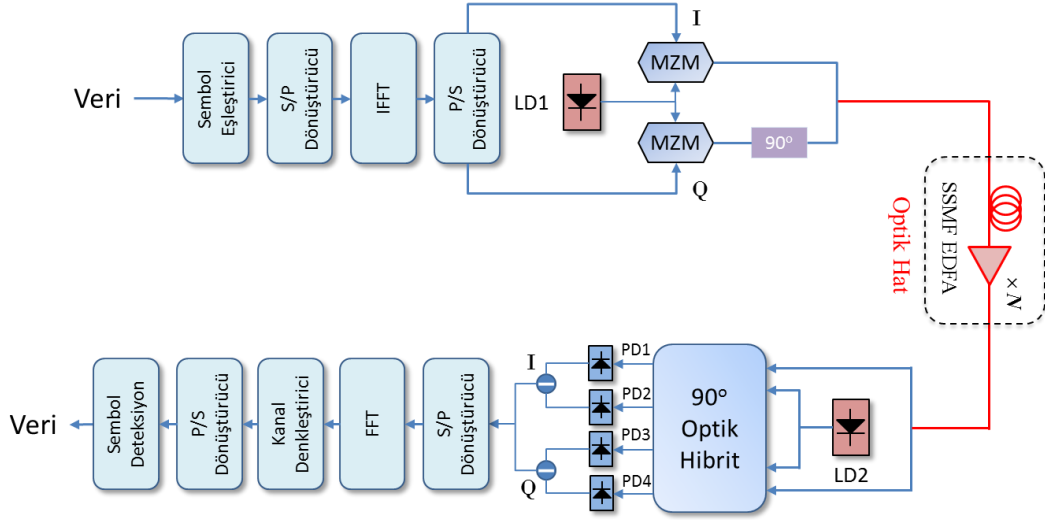 I
Veri
Sembol
Eşleştirici
S/P
Dönüştürücü
IFFT
P/S
Dönüştürücü
LD1
MZM
MZM
90°
Q
Optik Hat
SSMF EDFA
× N
Veri
Sembol
Deteksiyon
P/S
Dönüştürücü
Kanal
Denkleştirici
FFT
S/P
Dönüştürücü
I
Q
PD1
PD2
PD3
PD4
90°
Optik
Hibrit
LD2